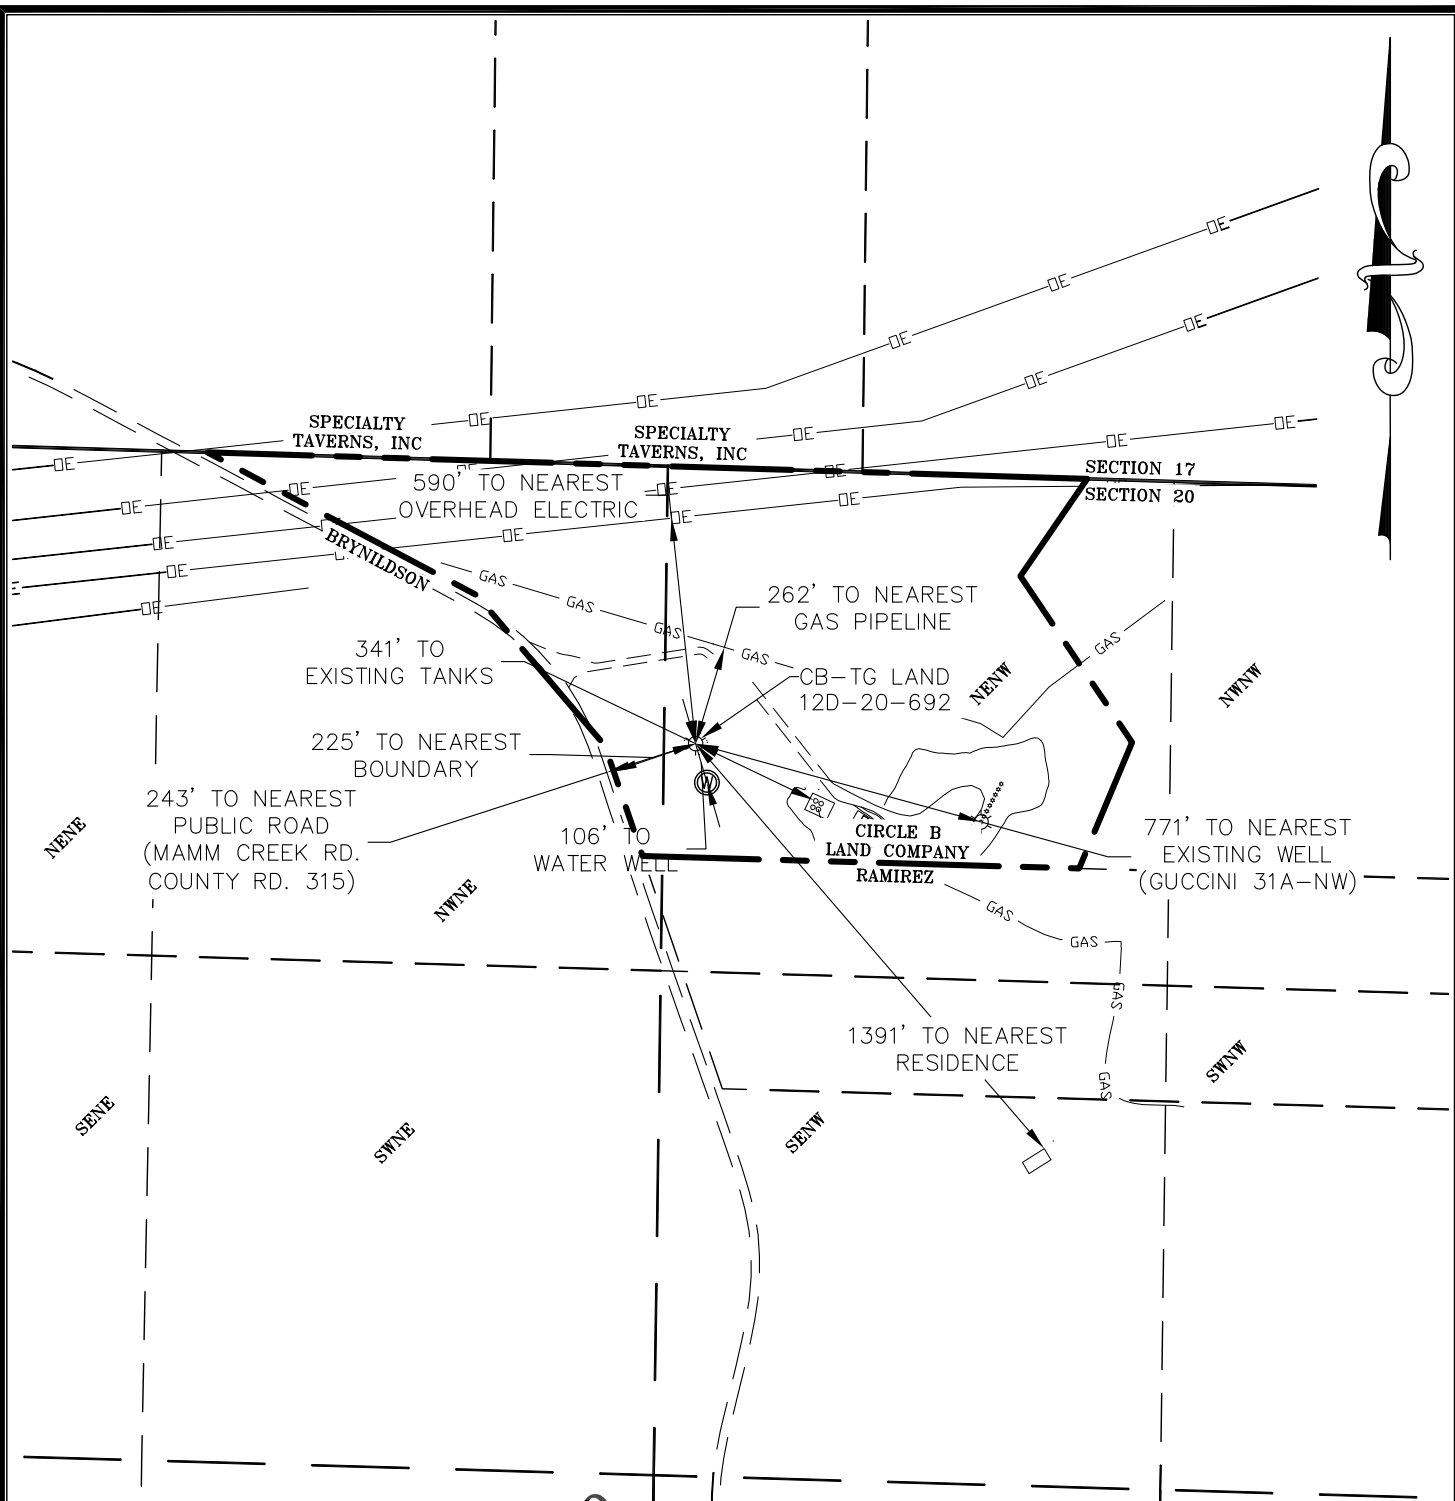 OE
OE
OE
OE
OE
OE
OE
OE
SPECIALTY
TAVERNS, INC
SPECIALTY
TAVERNS, INC
OE
OE
OE
SECTION 17
SECTION 20
590' TO NEAREST
OVERHEAD ELECTRIC
OE
OE
OE
OE
OE
OE
OE
OE
OE
BRYNILDSON
GAS
GAS
GAS
GAS
GAS
262' TO NEAREST
GAS PIPELINE
341' TO
EXISTING TANKS
CB-TG LAND
12D-20-692
NENW
NWNW
225' TO NEAREST
BOUNDARY
243' TO NEAREST
PUBLIC ROAD
(MAMM CREEK RD.
COUNTY RD. 315)
W
NENE
106' TO
WATER WELL
CIRCLE B
LAND COMPANY
RAMIREZ
771' TO NEAREST
EXISTING WELL
(GUCCINI 31A-NW)
NWNE
GAS
GAS
GAS
GAS
1391' TO NEAREST
RESIDENCE
SWNW
SENE
SWNE
SENW